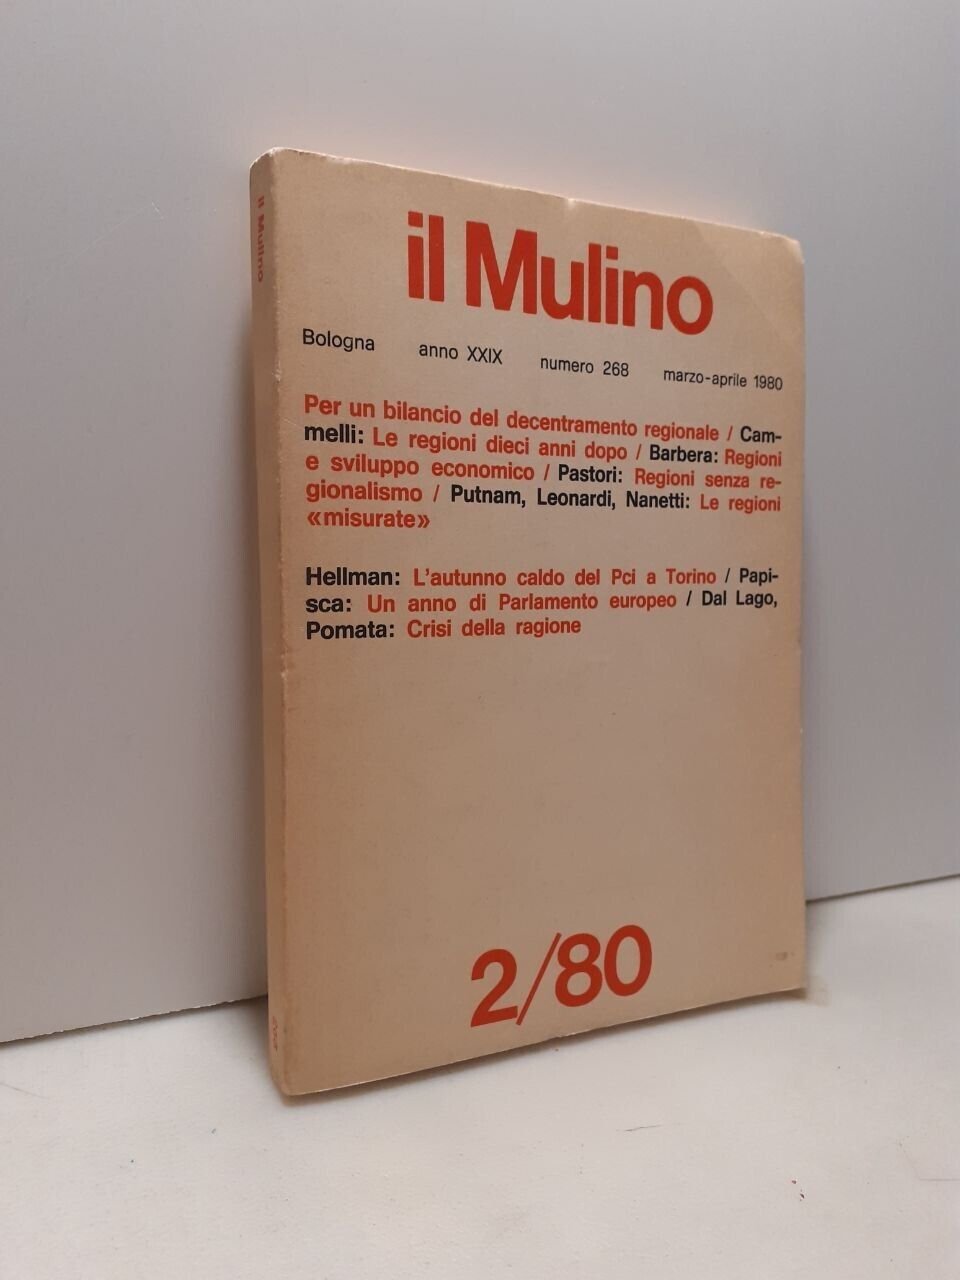 il Mulino
il Mulino
Bologna anno XXIX numero 268 marzo-aprile 1980
Per un bilancio del decentramento regionale / Cam-
melli: Le regioni dieci anni dopo / Barbera: Regioni
e sviluppo economico / Pastori: Regioni senza re-
gionalismo / Putnam, Leonardi, Nanetti: Le regioni
«misurate»
Hellman: L'autunno caldo del Pci a Torino / Papi-
sca: Un anno di Parlamento europeo / Dal Lago,
Pomata: Crisi della ragione
2/80